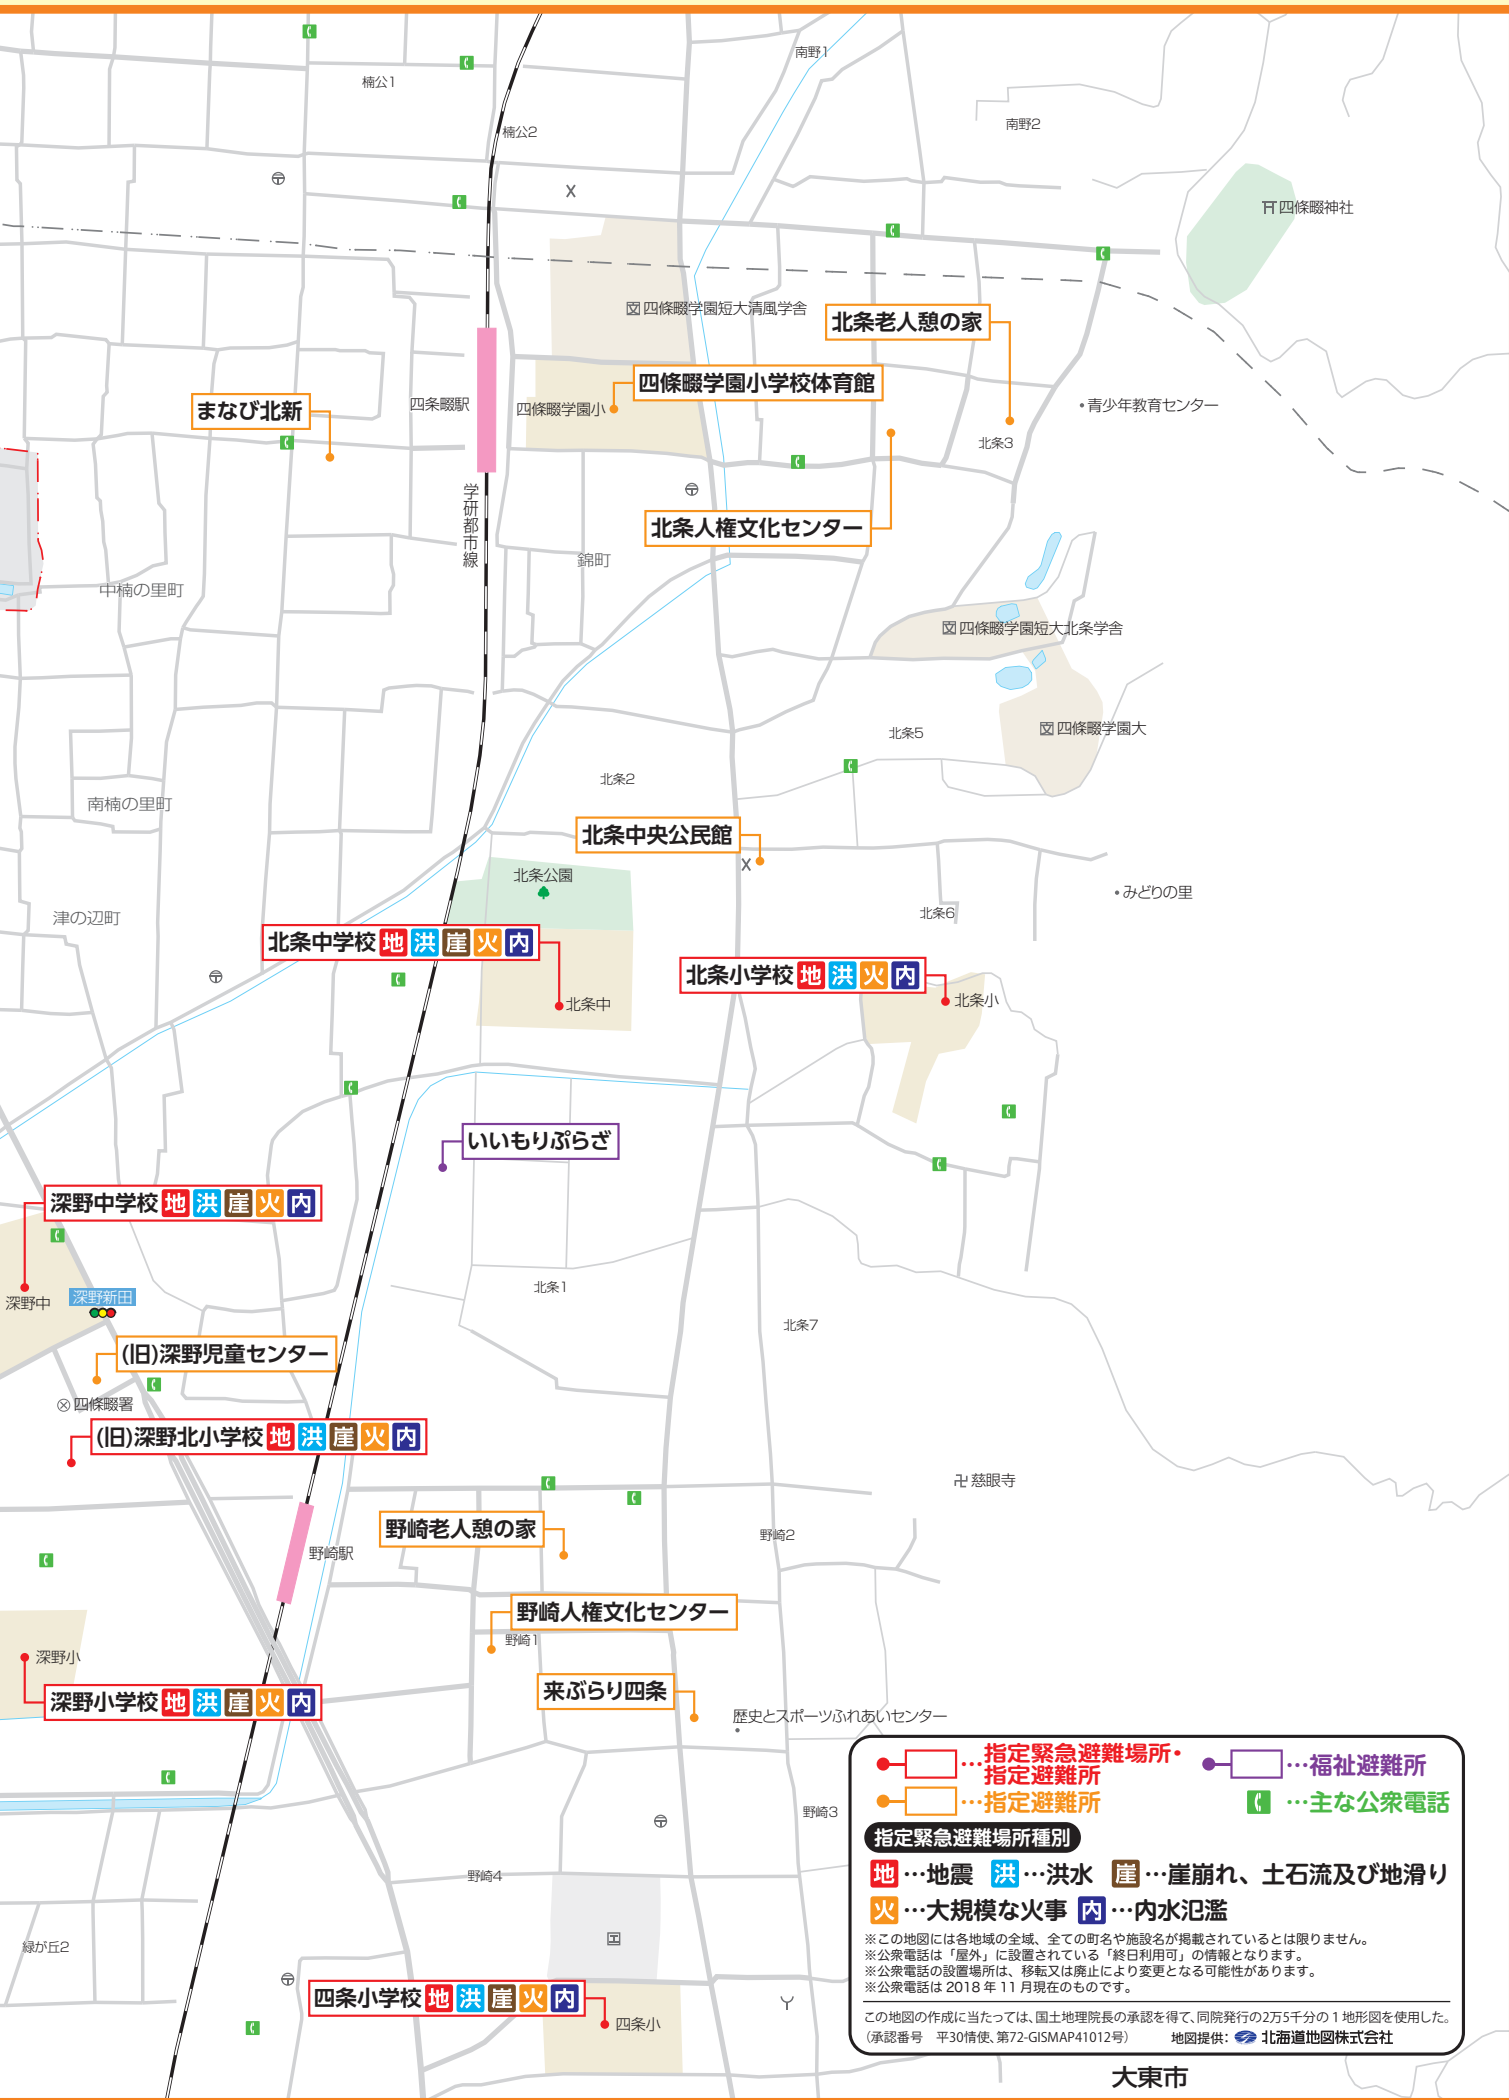 南野1
楠公1
南野2
楠公2
四條畷神社
四條畷学園短大清風学舎
北条老人憩の家
四條畷学園小学校体育館
まなび北新
四条畷駅
四條畷学園小
青少年教育センター
北条3
学研都市線
北条人権文化センター
錦町
中楠の里町
四條畷学園短大北条学舎
四條畷学園大
北条5
北条2
南楠の里町
北条中央公民館
北条公園
みどりの里
津の辺町
北条6
北条中学校 地 洪 崖 火 内
北条小学校 地 洪 火 内
北条中
北条小
いいもりぷらざ
深野中学校 地 洪 崖 火 内
深野中
深野新田
北条1
北条7
(旧)深野児童センター
四條畷署
(旧)深野北小学校 地 洪 崖 火 内
慈眼寺
野崎老人憩の家
野崎2
野崎駅
野崎人権文化センター
野崎1
深野小
深野小学校 地 洪 崖 火 内
来ぶらり四条
歴史とスポーツふれあいセンター
野崎3
野崎4
緑が丘2
四条小学校 地 洪 崖 火 内
四条小
…指定緊急避難場所・
指定避難所
…福祉避難所
…指定避難所
…主な公衆電話
指定緊急避難場所種別
地…地震 洪…洪水 崖…崖崩れ、土石流及び地滑り
火…大規模な火事 内…内水氾濫
※この地図には各地域の全域、全ての町名や施設名が掲載されているとは限りません。
※公衆電話は「屋外」に設置されている「終日利用可」の情報となります。
※公衆電話の設置場所は、移転又は廃止により変更となる可能性があります。
※公衆電話は 2018 年 11 月現在のものです。
この地図の作成に当たっては、国土地理院長の承認を得て、同院発行の2万5千分の1地形図を使用した。
(承認番号 平30情使、第72-GISMAP41012号) 地図提供: 北海道地図株式会社
大東市